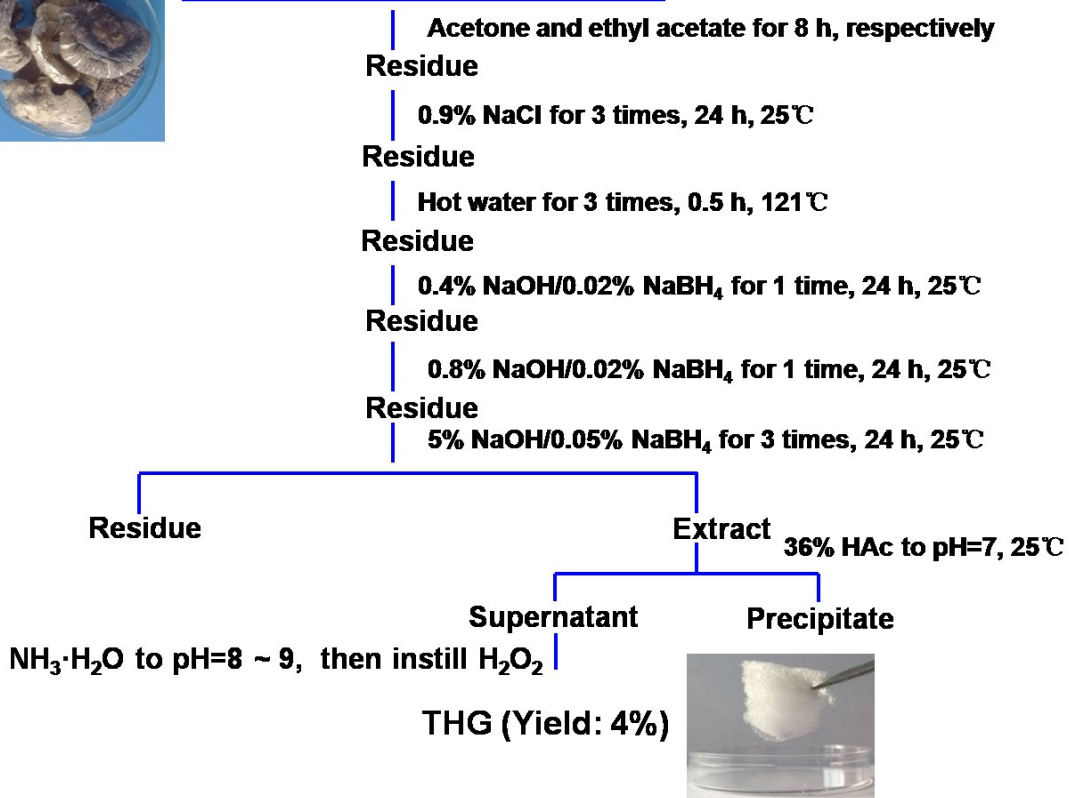 Acetone and ethyl acetate for 8 h, respectively
Residue
0.9% NaCl for 3 times, 24 h, 25℃
Residue
Hot water for 3 times, 0.5 h, 121℃
Residue
0.4% NaOH/0.02% NaBH₄ for 1 time, 24 h, 25℃
Residue
0.8% NaOH/0.02% NaBH₄ for 1 time, 24 h, 25℃
Residue
5% NaOH/0.05% NaBH₄ for 3 times, 24 h, 25℃
Residue
Extract
36% HAc to pH=7, 25℃
Supernatant
Precipitate
NH₃·H₂O to pH=8 ~ 9, then instill H₂O₂
THG (Yield: 4%)